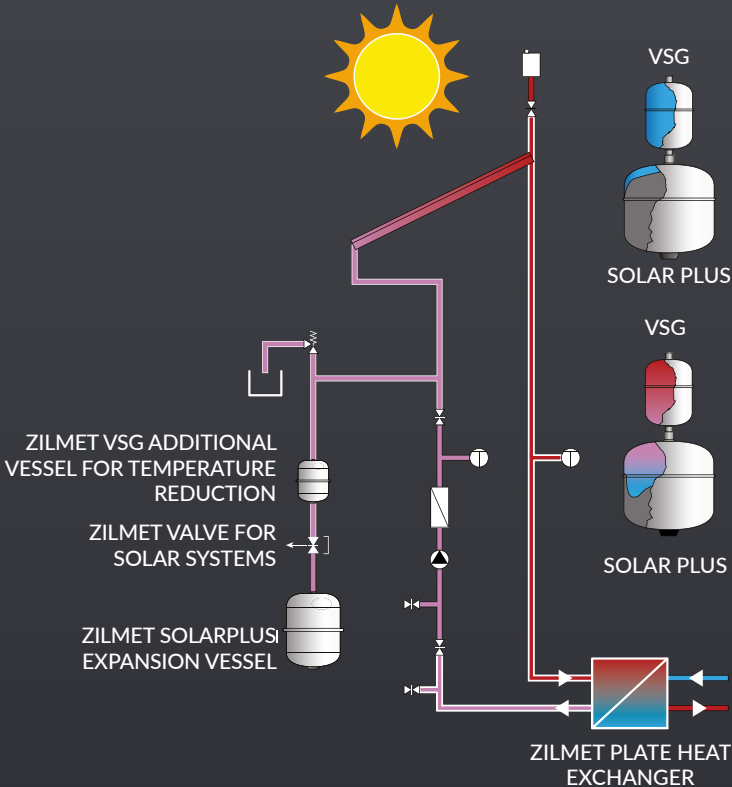 VSG
SOLAR PLUS
VSG
SOLAR PLUS
ZILMET VSG ADDITIONAL
VESSEL FOR TEMPERATURE
REDUCTION
ZILMET VALVE FOR
SOLAR SYSTEMS
ZILMET SOLARPLUS
EXPANSION VESSEL
T
T
ZILMET PLATE HEAT
EXCHANGER